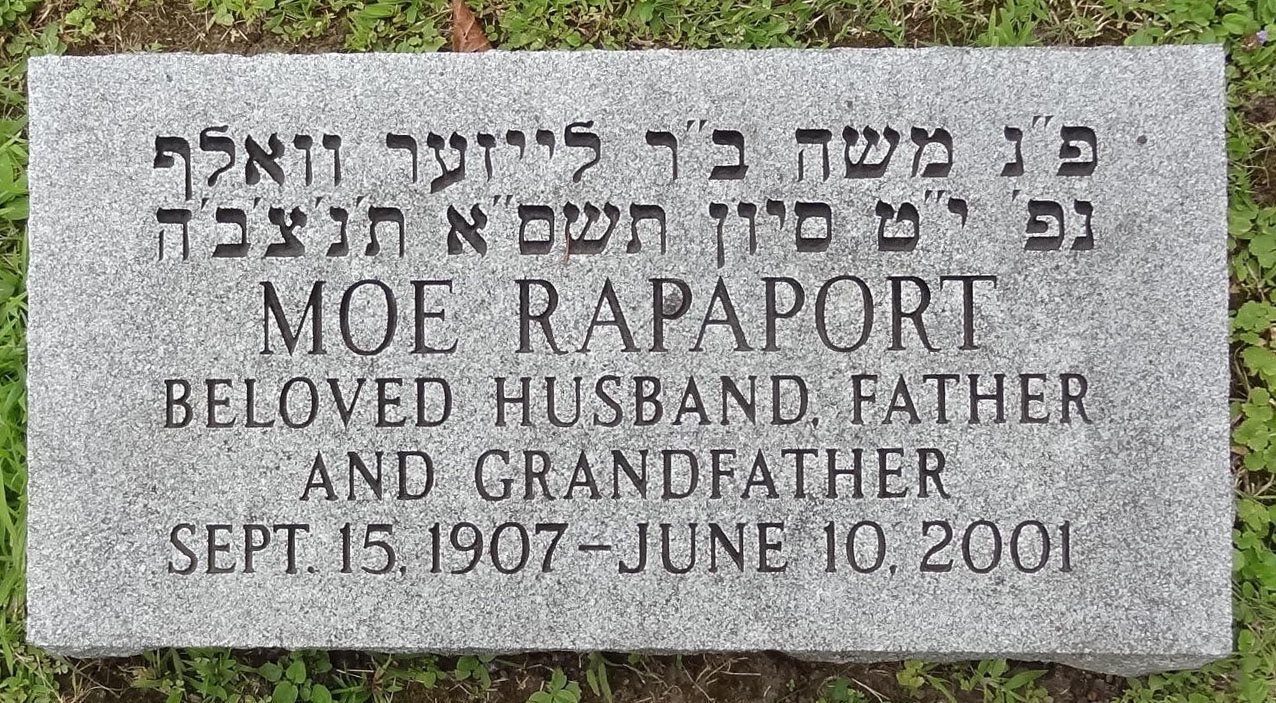 פ"נ משה ב"ר לייזער וואלף
נפ' י"ט סיון תשס"א ת'נ'צ'ב'ה
MOE RAPAPORT
BELOVED HUSBAND, FATHER
AND GRANDFATHER
SEPT. 15, 1907 – JUNE 10, 2001